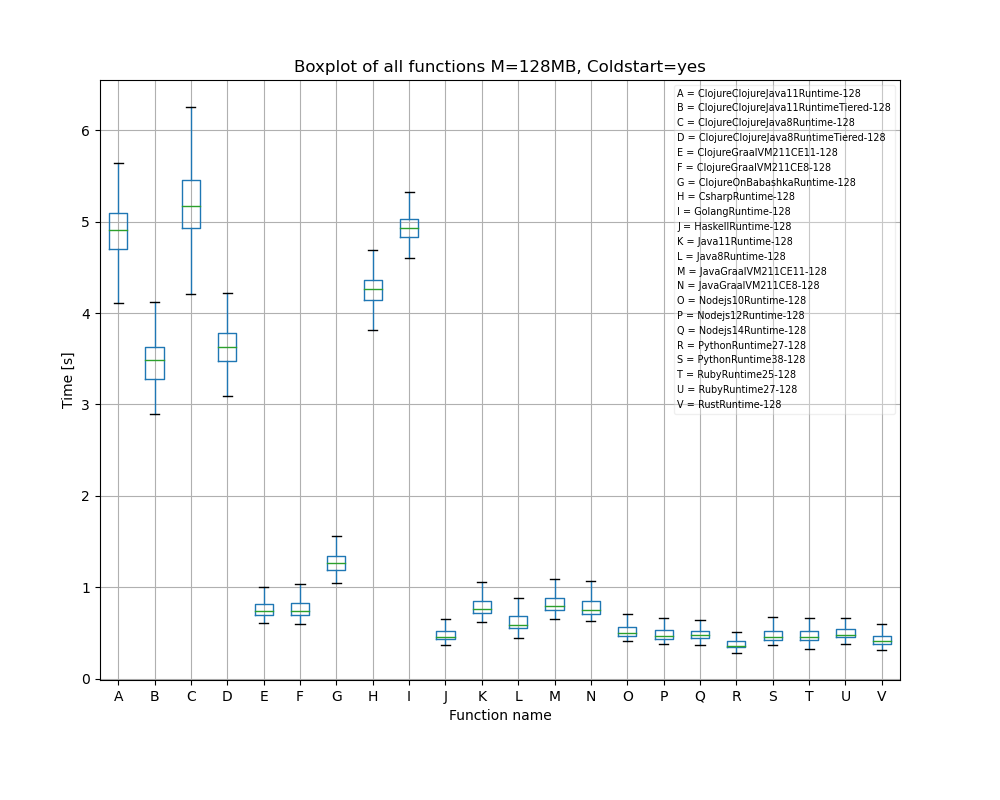 Boxplot of all functions M=128MB, Coldstart=yes
A = ClojureClojureJava11Runtime-128
B = ClojureClojureJava11RuntimeTiered-128
C = ClojureClojureJava8Runtime-128
D = ClojureClojureJava8RuntimeTiered-128
E = ClojureGraalVM211CE11-128
F = ClojureGraalVM211CE8-128
G = ClojureOnBabashkaRuntime-128
H = CsharpRuntime-128
I = GolangRuntime-128
J = HaskellRuntime-128
K = Java11Runtime-128
L = Java8Runtime-128
M = JavaGraalVM211CE11-128
N = JavaGraalVM211CE8-128
O = Nodejs10Runtime-128
P = Nodejs12Runtime-128
Q = Nodejs14Runtime-128
R = PythonRuntime27-128
S = PythonRuntime38-128
T = RubyRuntime25-128
U = RubyRuntime27-128
V = RustRuntime-128
6
5
4
3
2
1
0
Time [s]
A B C D E F G H I J K L M N O P Q R S T U V
Function name